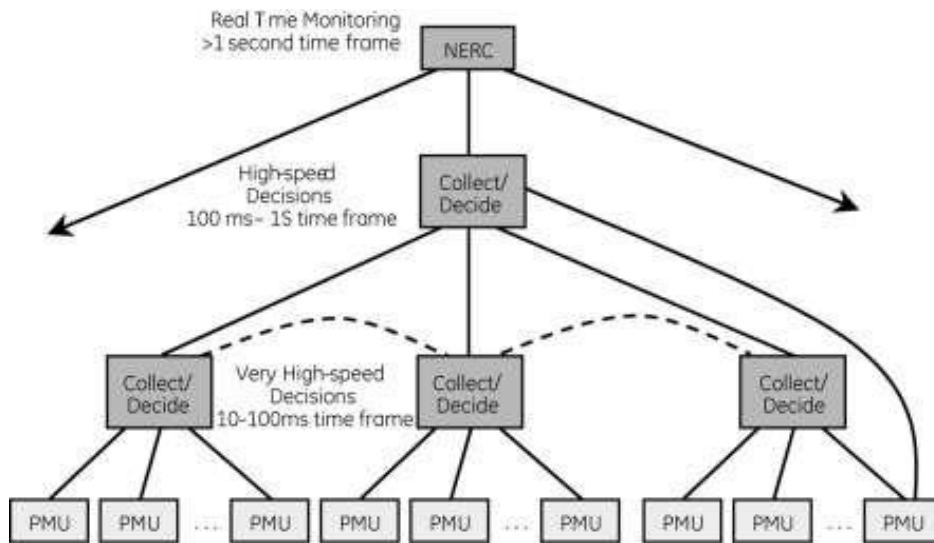 Real T me Monitoring
>1 second time frame
NERC
High-speed
Decisions
100 ms- 1S time frame
Collect/
Decide
Collect/
Decide
Very High-speed
Decisions
10-100ms time frame
Collect/
Decide
Collect/
Decide
PMU PMU ... PMU PMU PMU ... PMU PMU PMU ... PMU